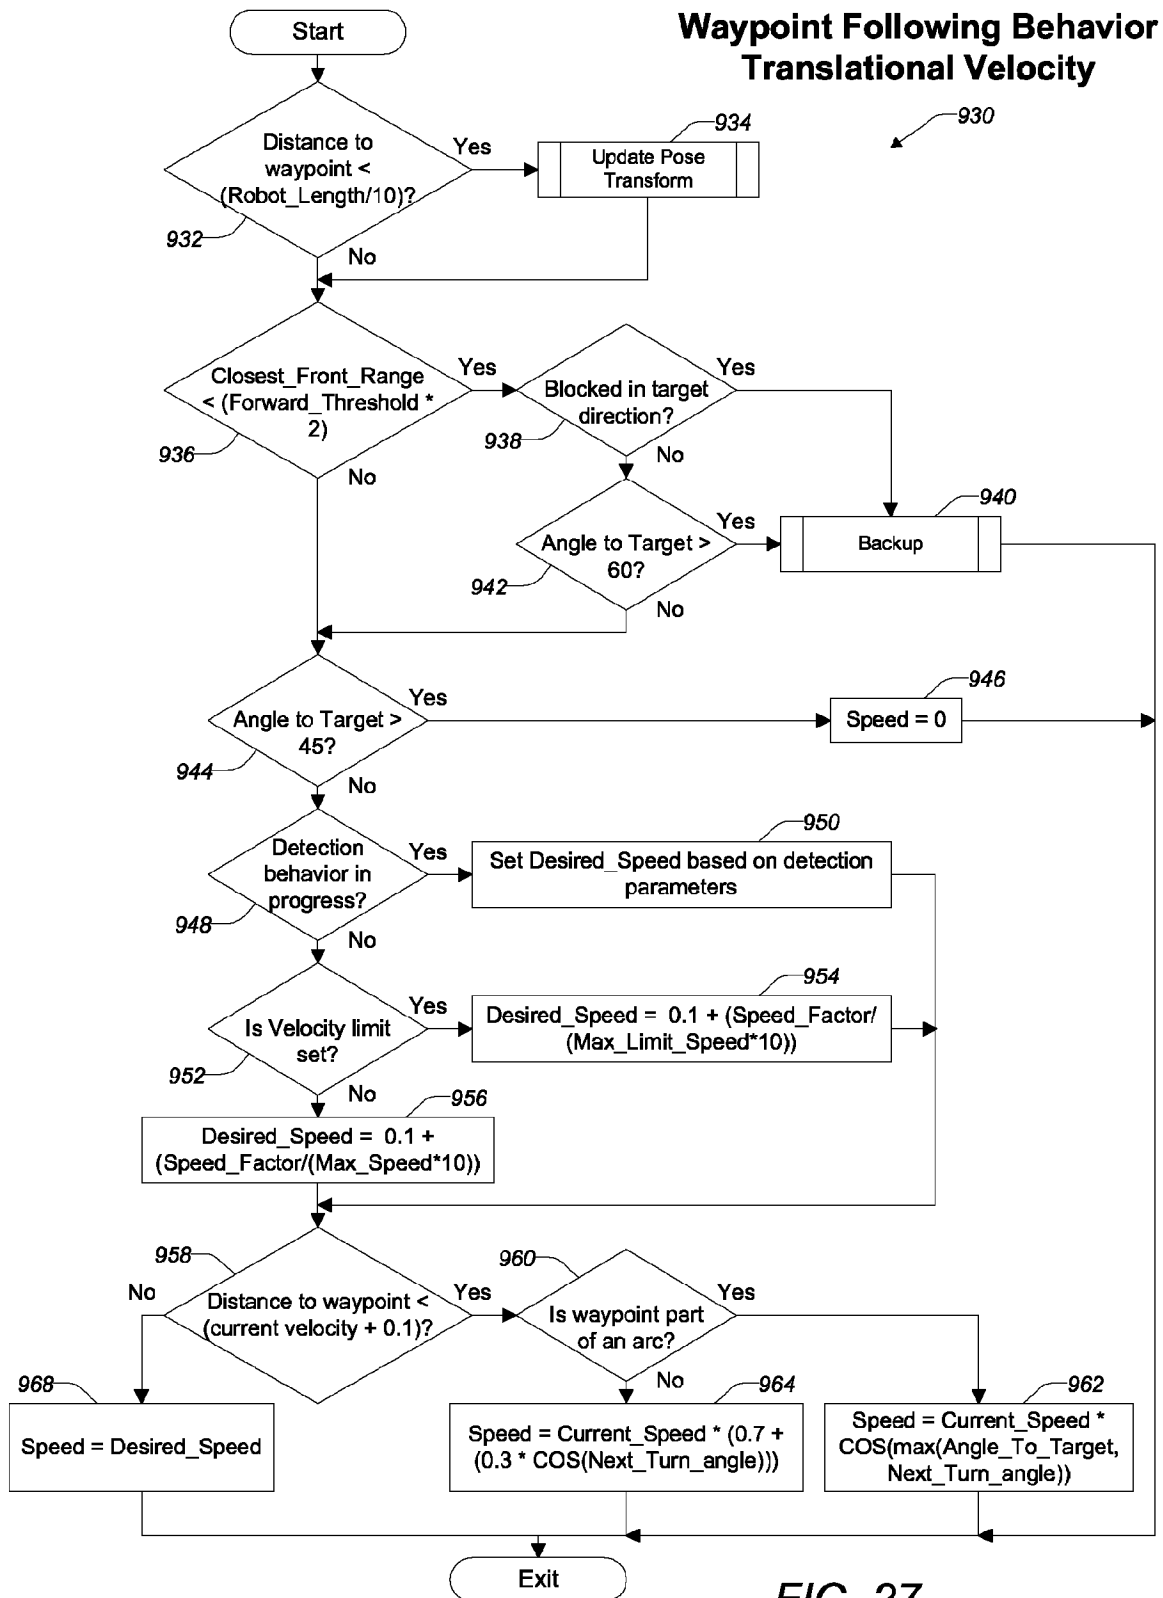 Waypoint Following Behavior
Translational Velocity
Start
930
934
Distance to
waypoint <
(Robot_Length/10)?
Yes
Update Pose
Transform
932
No
Closest_Front_Range
< (Forward_Threshold *
2)
Yes
Blocked in target
direction?
Yes
936
938
No
No
940
Angle to Target >
60?
Yes
Backup
942
No
Angle to Target >
45?
Yes
946
Speed = 0
944
No
950
Detection
behavior in
progress?
Yes
Set Desired_Speed based on detection
parameters
948
No
954
Is Velocity limit
set?
Yes
Desired_Speed = 0.1 + (Speed_Factor/
(Max_Limit_Speed*10))
952
No
956
Desired_Speed = 0.1 +
(Speed_Factor/(Max_Speed*10))
958
960
No
Distance to waypoint <
(current velocity + 0.1)?
Yes
Is waypoint part
of an arc?
Yes
No
968
964
962
Speed = Desired_Speed
Speed = Current_Speed * (0.7 +
(0.3 * COS(Next_Turn_angle)))
Speed = Current_Speed *
COS(max(Angle_To_Target,
Next_Turn_angle))
Exit
FIG. 27